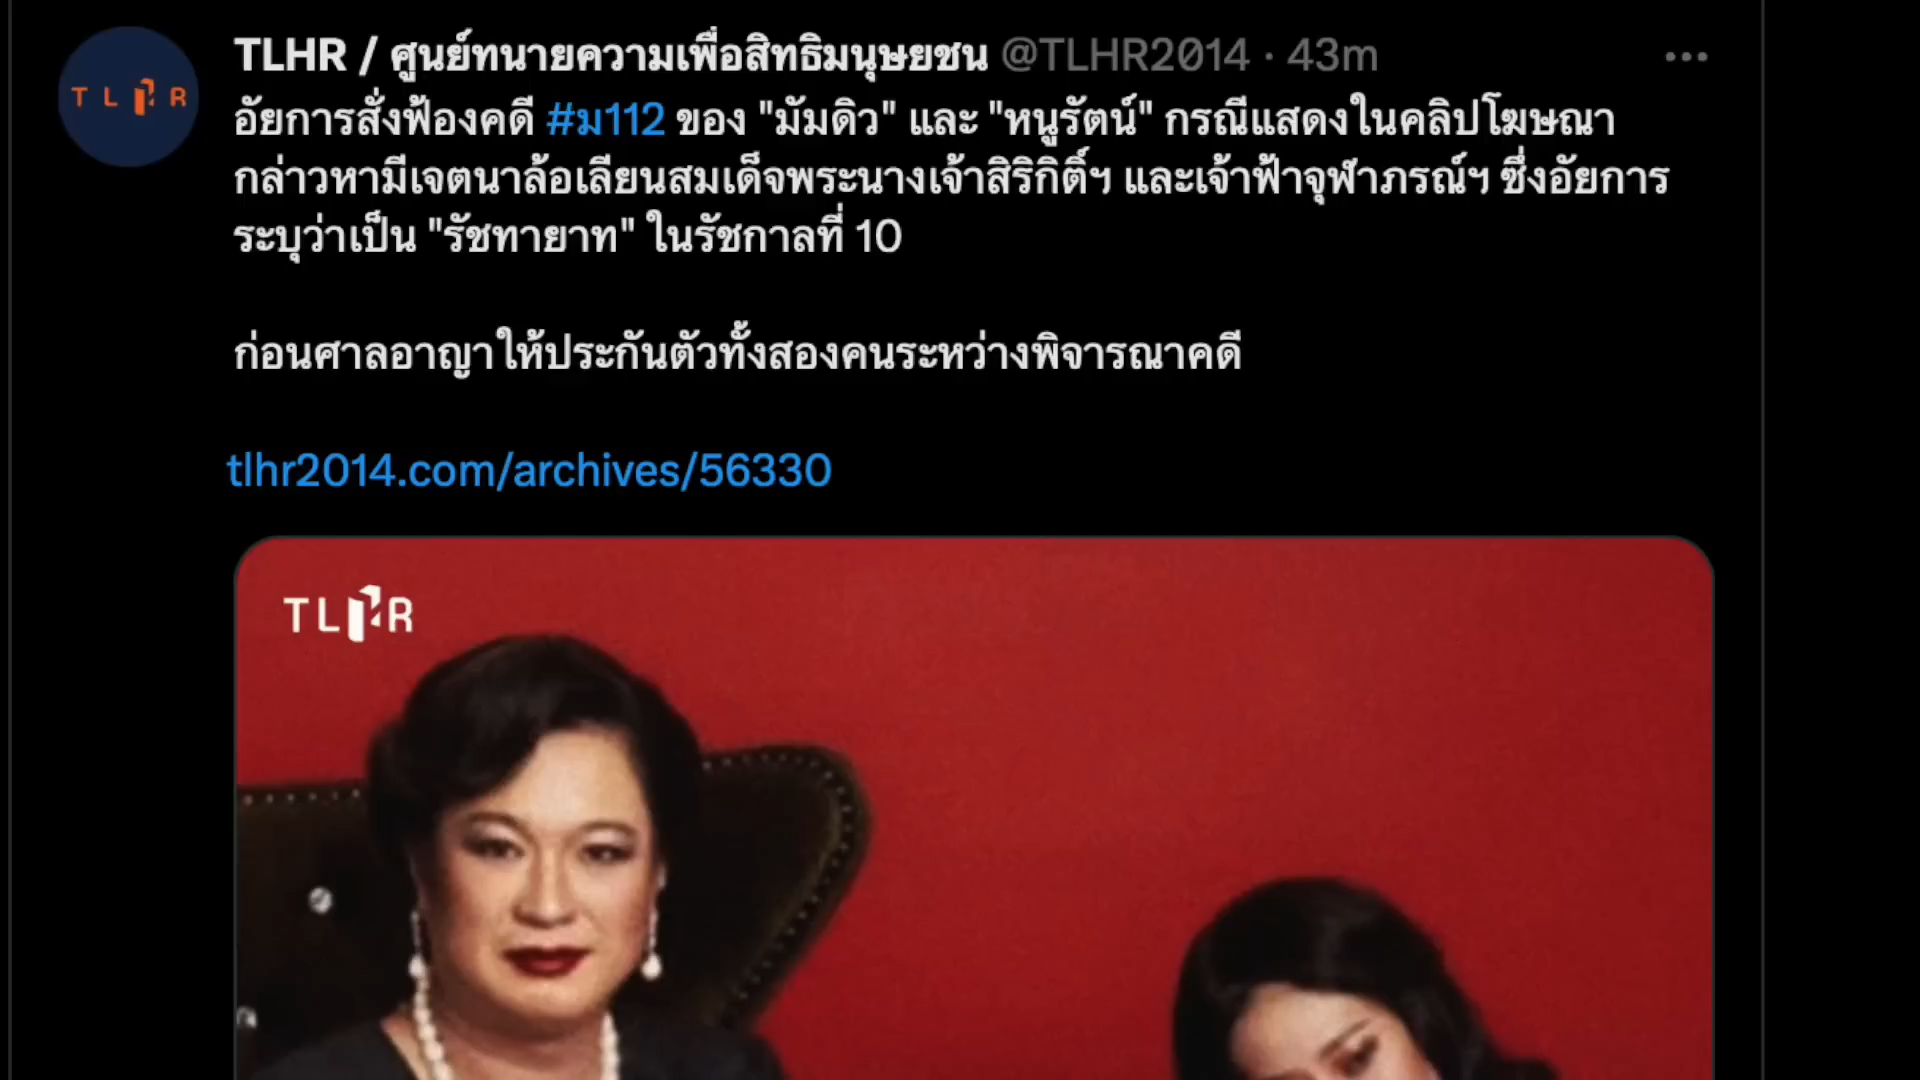 TLHR
TLHR / ศูนย์ทนายความเพื่อสิทธิมนุษยชน @TLHR2014 · 43m
อัยการสั่งฟ้องคดี #ม112 ของ "มัมดิว" และ "หนูรัตน์" กรณีแสดงในคลิปโฆษณา
กล่าวหามีเจตนาล้อเลียนสมเด็จพระนางเจ้าสิริกิติ์ฯ และเจ้าฟ้าจุฬาภรณ์ฯ ซึ่งอัยการ
ระบุว่าเป็น "รัชทายาท" ในรัชกาลที่ 10
ก่อนศาลอาญาให้ประกันตัวทั้งสองคนระหว่างพิจารณาคดี
tlhr2014.com/archives/56330
TLHR